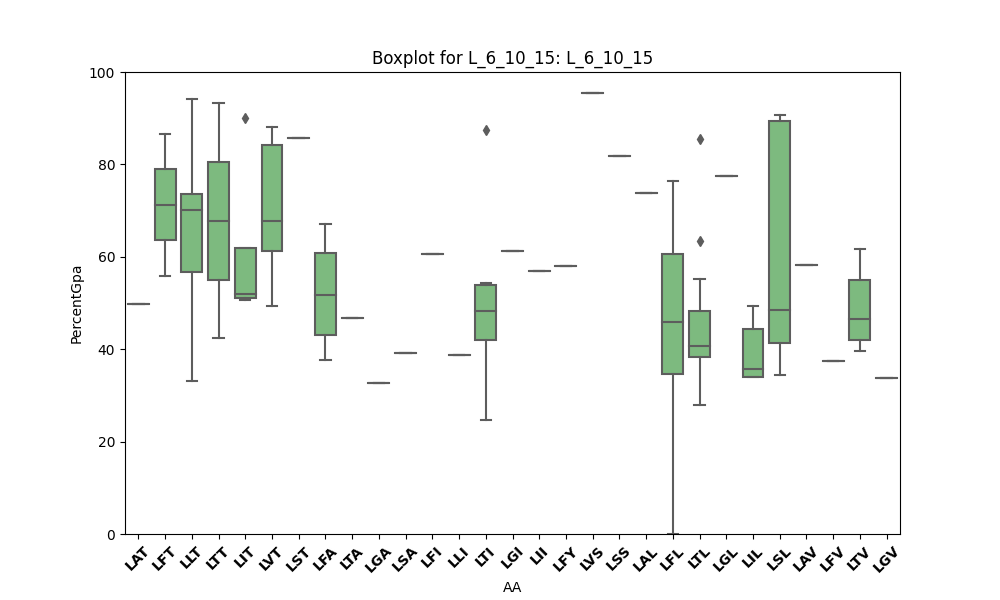 Boxplot for L_6_10_15: L_6_10_15
100
80
60
40
20
0
PercentGpa
LAT LFT LLT LTT LIT LVT LST LFA LTA LGA LSA LFI LLI LTI LGI LII LFY LVS LSS LAL LFL LTL LGL LIL LSL LAV LFV LTV LGV
AA